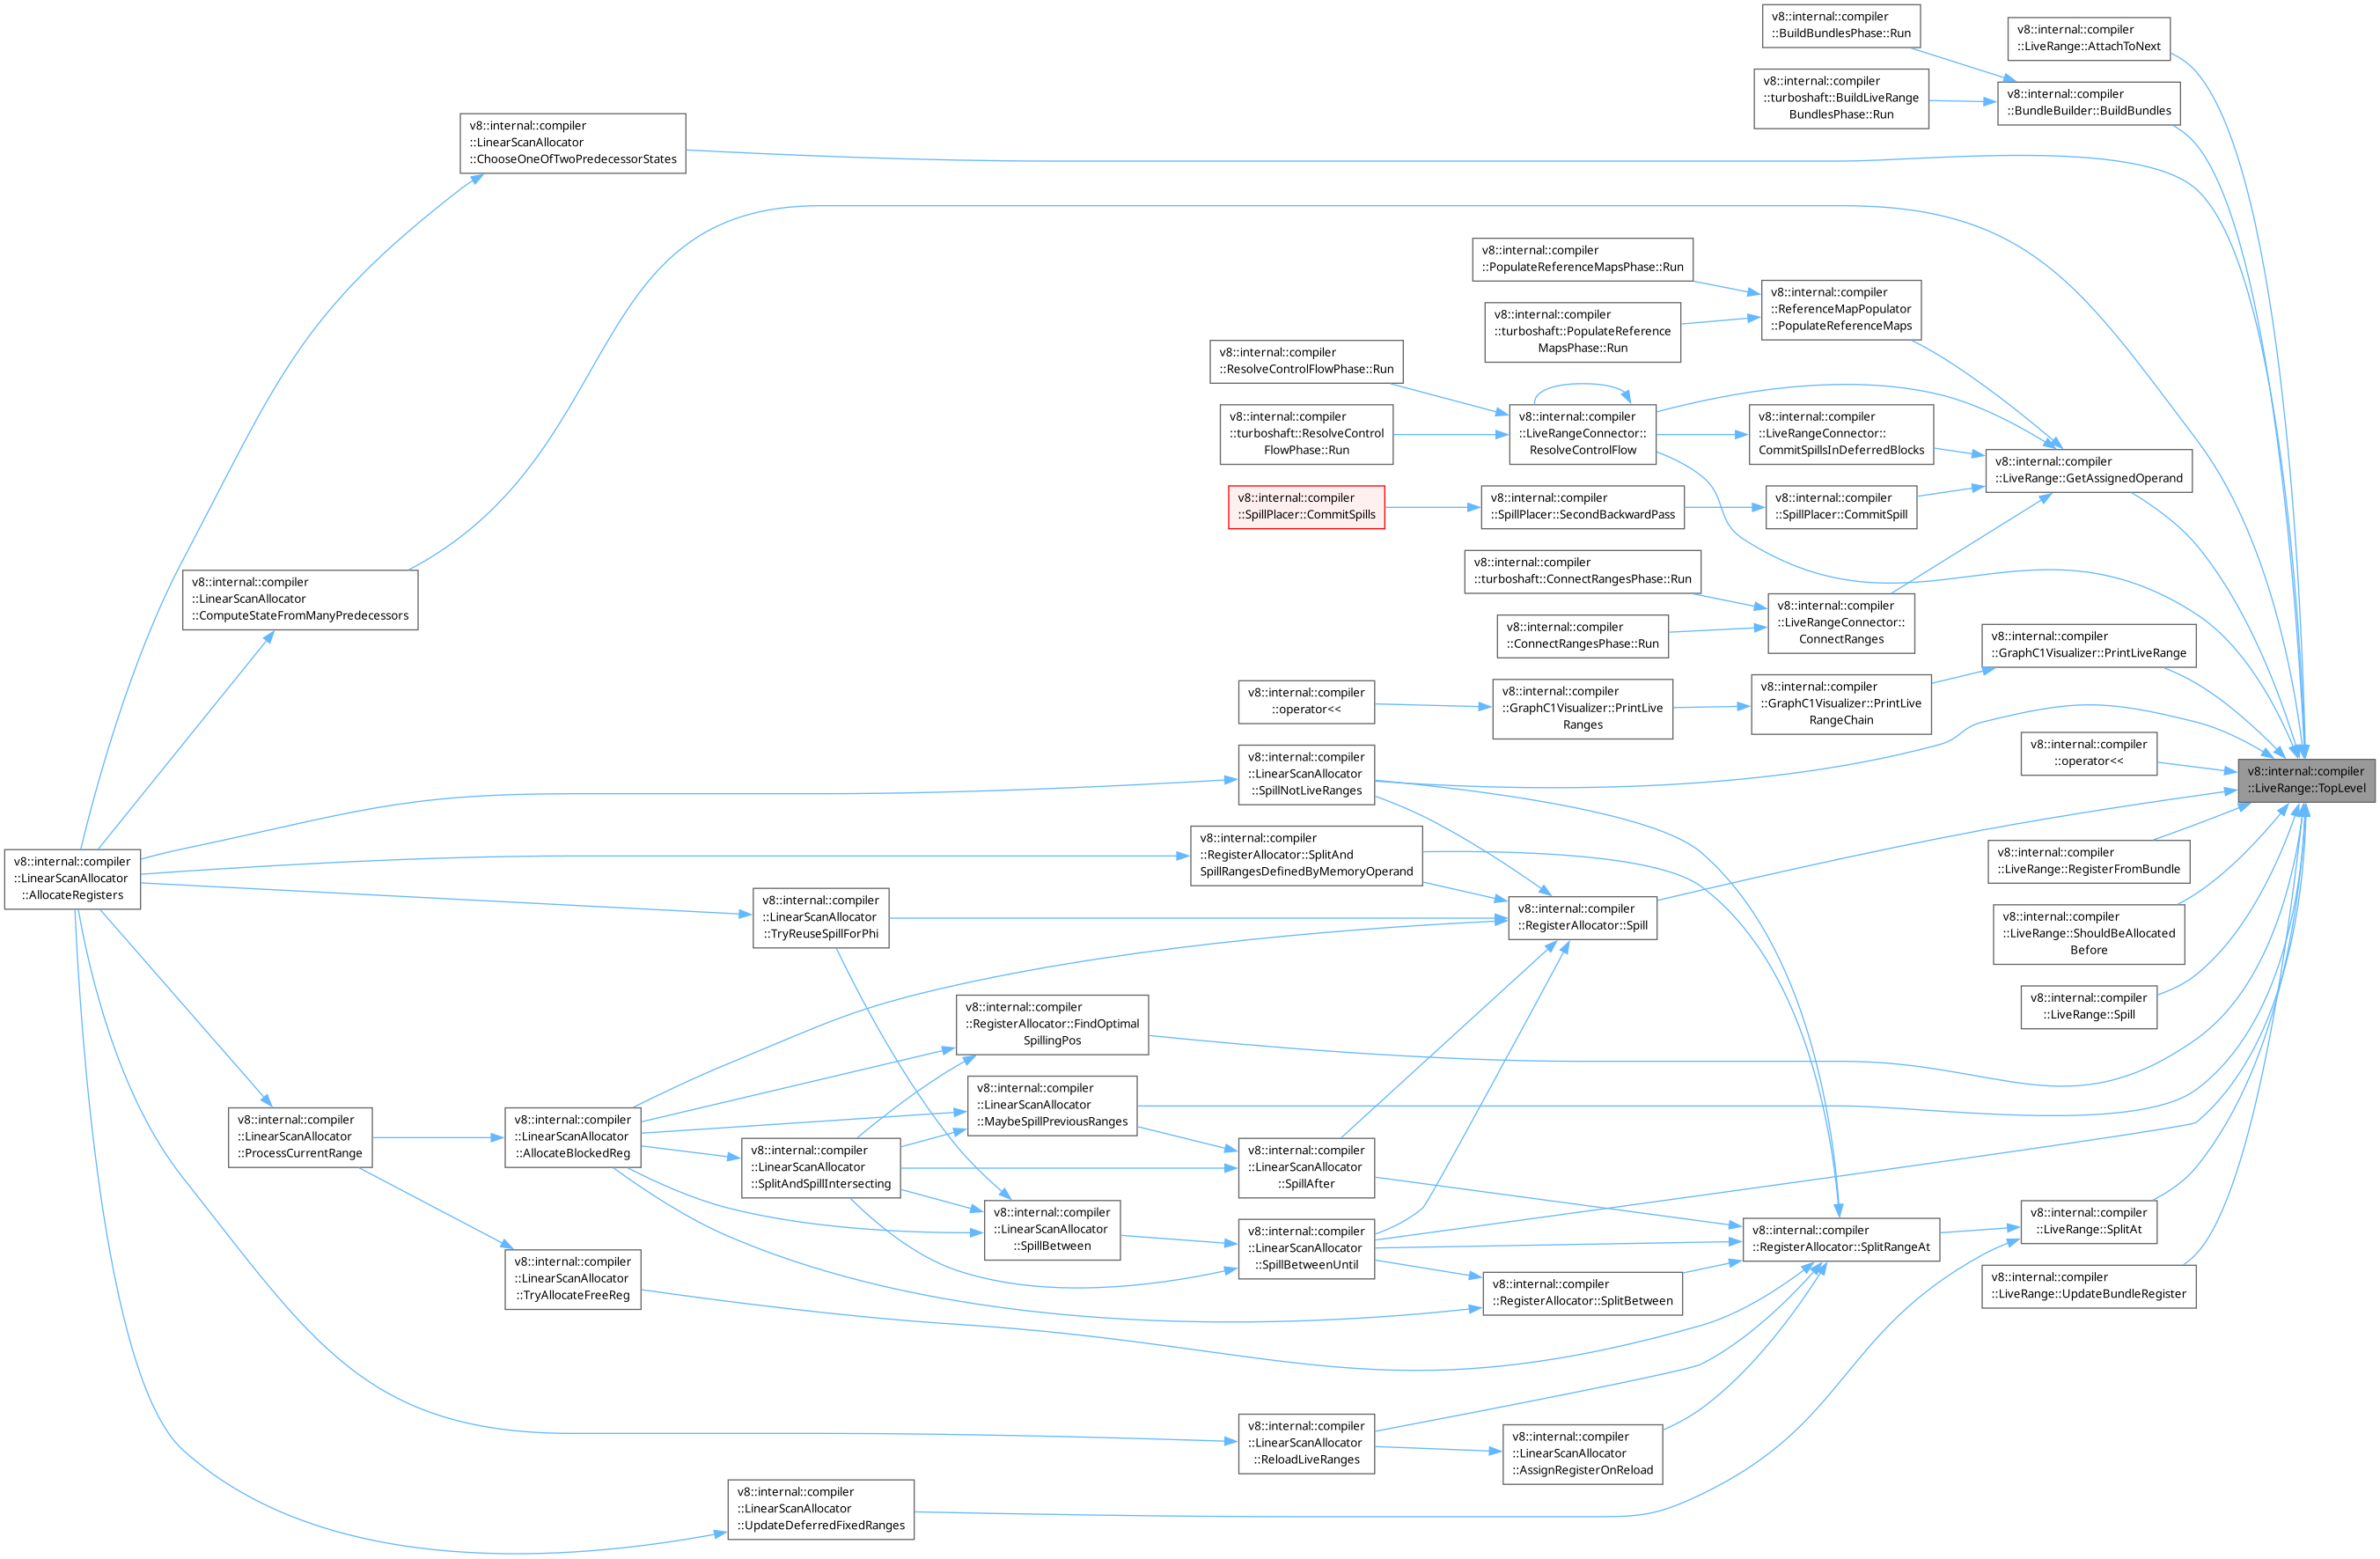 v8::internal::compiler
::BuildBundlesPhase::Run
v8::internal::compiler
::LiveRange::AttachToNext
v8::internal::compiler
::turboshaft::BuildLiveRange
BundlesPhase::Run
v8::internal::compiler
::BundleBuilder::BuildBundles
v8::internal::compiler
::LinearScanAllocator
::ChooseOneOfTwoPredecessorStates
v8::internal::compiler
::PopulateReferenceMapsPhase::Run
v8::internal::compiler
::ReferenceMapPopulator
::PopulateReferenceMaps
v8::internal::compiler
::turboshaft::PopulateReference
MapsPhase::Run
v8::internal::compiler
::ResolveControlFlowPhase::Run
v8::internal::compiler
::turboshaft::ResolveControl
FlowPhase::Run
v8::internal::compiler
::LiveRangeConnector::
ResolveControlFlow
v8::internal::compiler
::LiveRangeConnector::
CommitSpillsInDeferredBlocks
v8::internal::compiler
::LiveRange::GetAssignedOperand
v8::internal::compiler
::SpillPlacer::CommitSpills
v8::internal::compiler
::SpillPlacer::SecondBackwardPass
v8::internal::compiler
::SpillPlacer::CommitSpill
v8::internal::compiler
::turboshaft::ConnectRangesPhase::Run
v8::internal::compiler
::LinearScanAllocator
::ComputeStateFromManyPredecessors
v8::internal::compiler
::LiveRangeConnector::
ConnectRanges
v8::internal::compiler
::ConnectRangesPhase::Run
v8::internal::compiler
::GraphC1Visualizer::PrintLiveRange
v8::internal::compiler
::operator<<
v8::internal::compiler
::GraphC1Visualizer::PrintLive
Ranges
v8::internal::compiler
::GraphC1Visualizer::PrintLive
RangeChain
v8::internal::compiler
::operator<<
v8::internal::compiler
::LinearScanAllocator
::SpillNotLiveRanges
v8::internal::compiler
::LiveRange::TopLevel
v8::internal::compiler
::LinearScanAllocator
::AllocateRegisters
v8::internal::compiler
::RegisterAllocator::SplitAnd
SpillRangesDefinedByMemoryOperand
v8::internal::compiler
::LiveRange::RegisterFromBundle
v8::internal::compiler
::LinearScanAllocator
::TryReuseSpillForPhi
v8::internal::compiler
::RegisterAllocator::Spill
v8::internal::compiler
::LiveRange::ShouldBeAllocated
Before
v8::internal::compiler
::LiveRange::Spill
v8::internal::compiler
::RegisterAllocator::FindOptimal
SpillingPos
v8::internal::compiler
::LinearScanAllocator
::MaybeSpillPreviousRanges
v8::internal::compiler
::LinearScanAllocator
::ProcessCurrentRange
v8::internal::compiler
::LinearScanAllocator
::AllocateBlockedReg
v8::internal::compiler
::LinearScanAllocator
::SplitAndSpillIntersecting
v8::internal::compiler
::LinearScanAllocator
::SpillAfter
v8::internal::compiler
::LinearScanAllocator
::SpillBetween
v8::internal::compiler
::LinearScanAllocator
::SpillBetweenUntil
v8::internal::compiler
::RegisterAllocator::SplitRangeAt
v8::internal::compiler
::LiveRange::SplitAt
v8::internal::compiler
::LinearScanAllocator
::TryAllocateFreeReg
v8::internal::compiler
::RegisterAllocator::SplitBetween
v8::internal::compiler
::LiveRange::UpdateBundleRegister
v8::internal::compiler
::LinearScanAllocator
::ReloadLiveRanges
v8::internal::compiler
::LinearScanAllocator
::AssignRegisterOnReload
v8::internal::compiler
::LinearScanAllocator
::UpdateDeferredFixedRanges